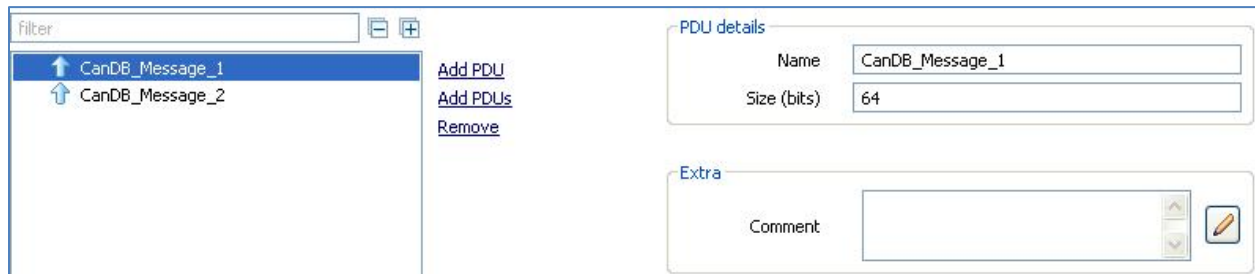 filter
CanDB_Message_1
CanDB_Message_2
Add PDU
Add PDUs
Remove
PDU details
Name CanDB_Message_1
Size (bits) 64
Extra
Comment